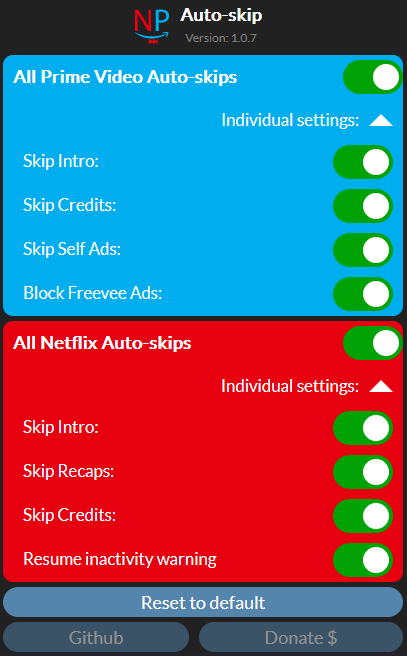 NP
Auto-skip
Version: 1.0.7
All Prime Video Auto-skips
Individual settings:
Skip Intro:
Skip Credits:
Skip Self Ads:
Block Freevee Ads:
All Netflix Auto-skips
Individual settings:
Skip Intro:
Skip Recaps:
Skip Credits:
Resume inactivity warning
Reset to default
Github
Donate $